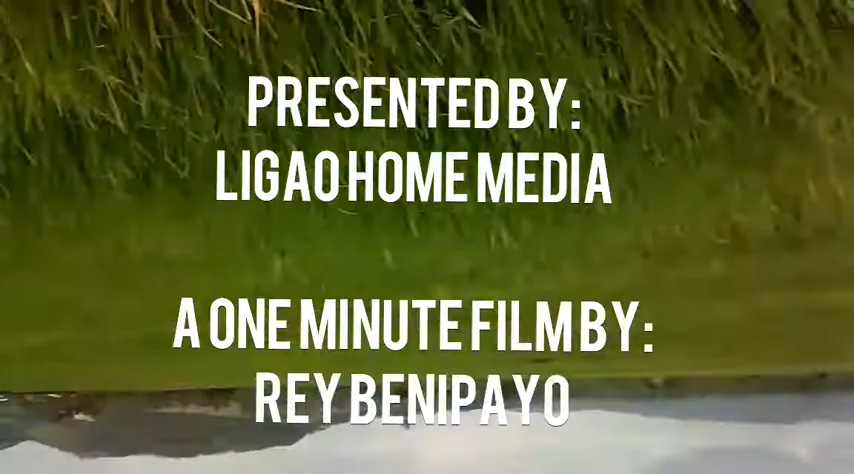 PRESENTED BY:
LIGAO HOME MEDIA
A ONE MINUTE FILM BY:
REY BENIPAYO